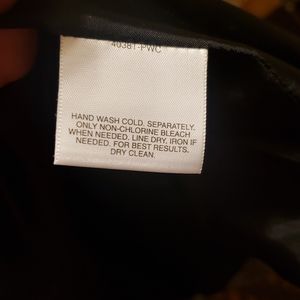 40381-PWC
HAND WASH COLD. SEPARATELY.
ONLY NON-CHLORINE BLEACH
WHEN NEEDED. LINE DRY. IRON IF
NEEDED. FOR BEST RESULTS.
DRY CLEAN.